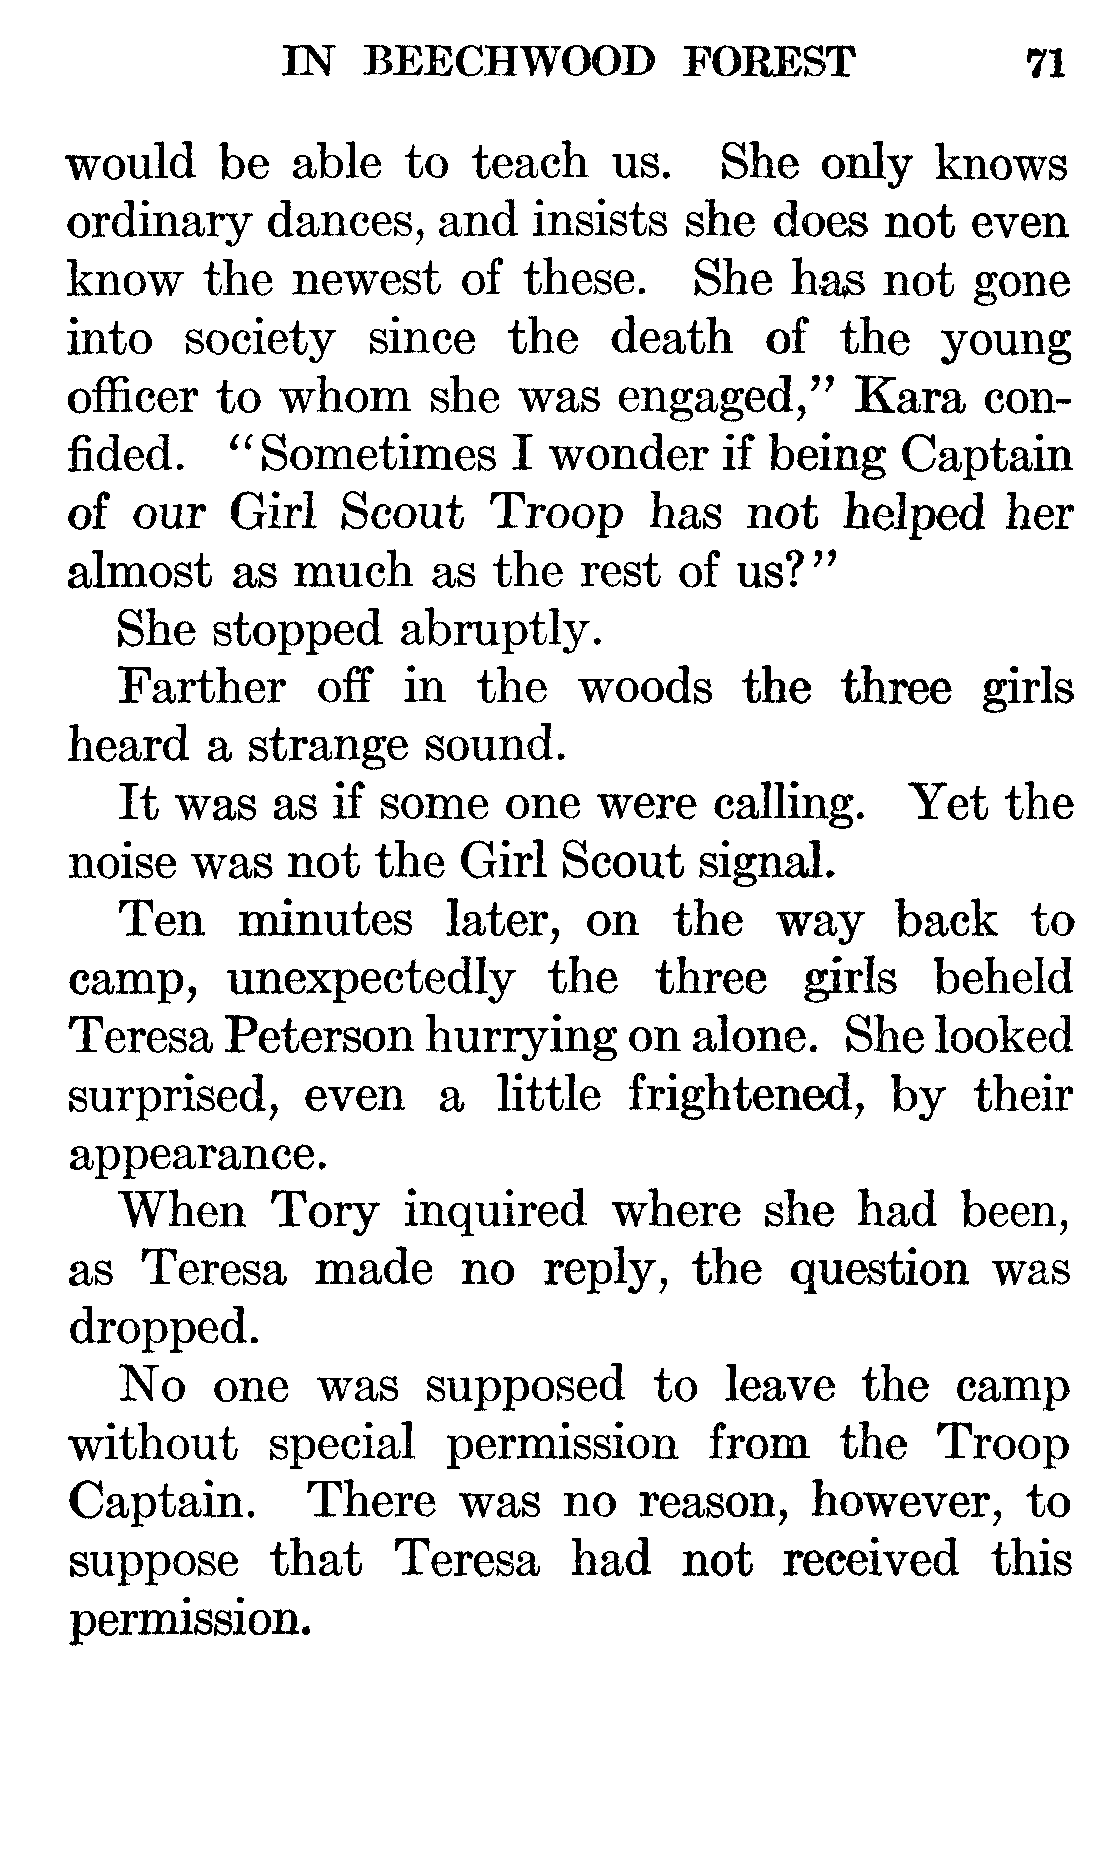 IN BEECHWOOD FOREST 71
would be able to teach us. She only knows
ordinary dances, and insists she does not even
know the newest of these. She has not gone
into society since the death of the young
officer to whom she was engaged,” Kara con-
fided. “Sometimes I wonder if being Captain
of our Girl Scout Troop has not helped her
almost as much as the rest of us?”
She stopped abruptly.
Farther off in the woods the three girls
heard a strange sound.
It was as if some one were calling. Yet the
noise was not the Girl Scout signal.
Ten minutes later, on the way back to
camp, unexpectedly the three girls beheld
Teresa Peterson hurrying on alone. She looked
surprised, even a little frightened, by their
appearance.
When Tory inquired where she had been,
as Teresa made no reply, the question was
dropped.
No one was supposed to leave the camp
without special permission from the Troop
Captain. There was no reason, however, to
suppose that Teresa had not received this
permission.